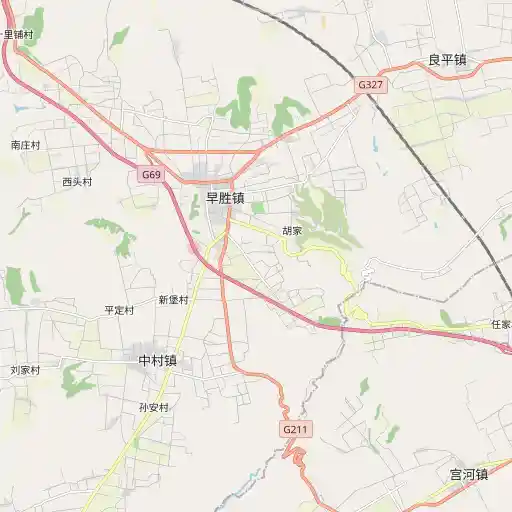 十里铺村
良平镇
G327
南庄村
G69
西头村
早胜镇
胡家
新堡村
平定村
任家
中村镇
刘家村
孙安村
G211
宫河镇